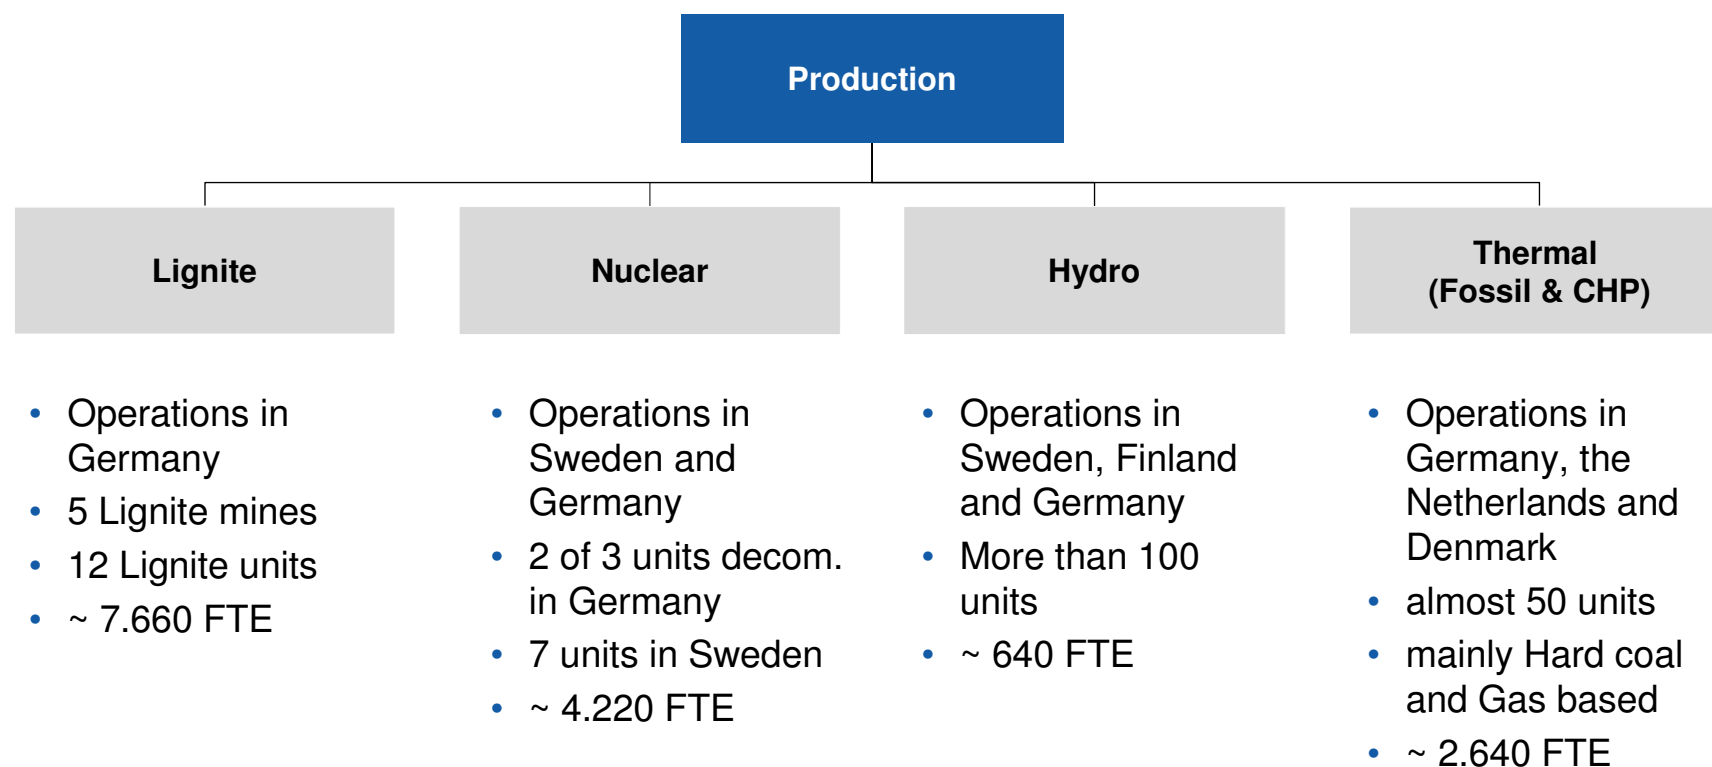 Production
Lignite
Nuclear
Hydro
Thermal
(Fossil & CHP)
• Operations in
Germany
• 5 Lignite mines
• 12 Lignite units
• ~ 7.660 FTE
• Operations in
Sweden and
Germany
• 2 of 3 units decom.
in Germany
• 7 units in Sweden
• ~ 4.220 FTE
• Operations in
Sweden, Finland
and Germany
• More than 100
units
• ~ 640 FTE
• Operations in
Germany, the
Netherlands and
Denmark
• almost 50 units
• mainly Hard coal
and Gas based
• ~ 2.640 FTE